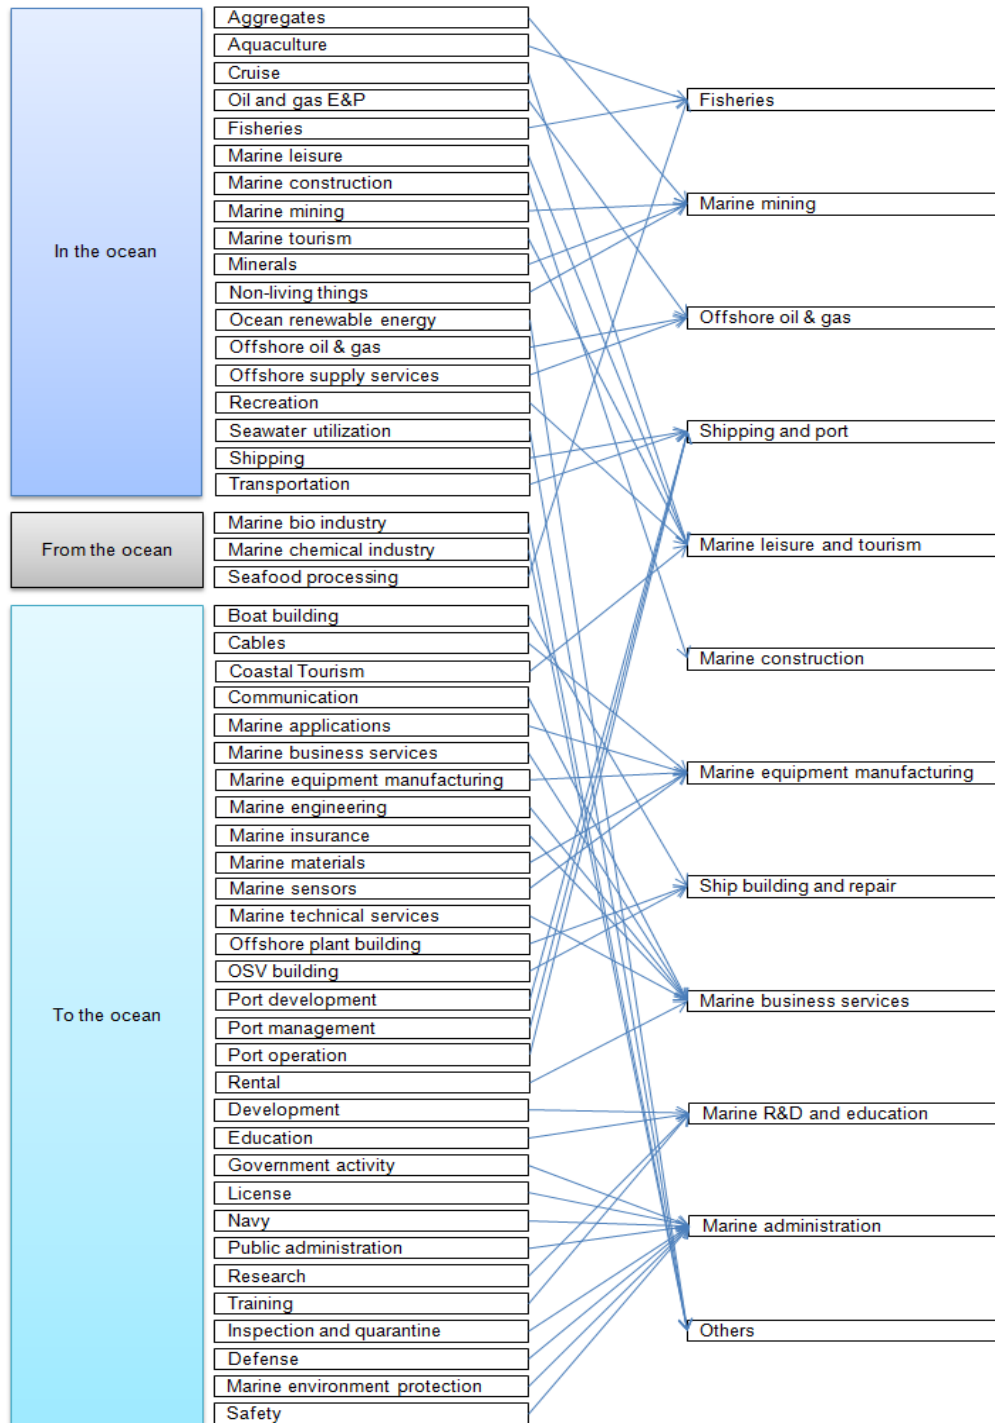 In the ocean
Aggregates
Aquaculture
Cruise
Oil and gas E&P
Fisheries
Marine leisure
Marine construction
Marine mining
Marine tourism
Minerals
Non-living things
Ocean renewable energy
Offshore oil & gas
Offshore supply services
Recreation
Seawater utilization
Shipping
Transportation
From the ocean
Marine bio industry
Marine chemical industry
Seafood processing
To the ocean
Boat building
Cables
Coastal Tourism
Communication
Marine applications
Marine business services
Marine equipment manufacturing
Marine engineering
Marine insurance
Marine materials
Marine sensors
Marine technical services
Offshore plant building
OSV building
Port development
Port management
Port operation
Rental
Development
Education
Government activity
License
Navy
Public administration
Research
Training
Inspection and quarantine
Defense
Marine environment protection
Safety
Fisheries
Marine mining
Offshore oil & gas
Shipping and port
Marine leisure and tourism
Marine construction
Marine equipment manufacturing
Ship building and repair
Marine business services
Marine R&D and education
Marine administration
Others